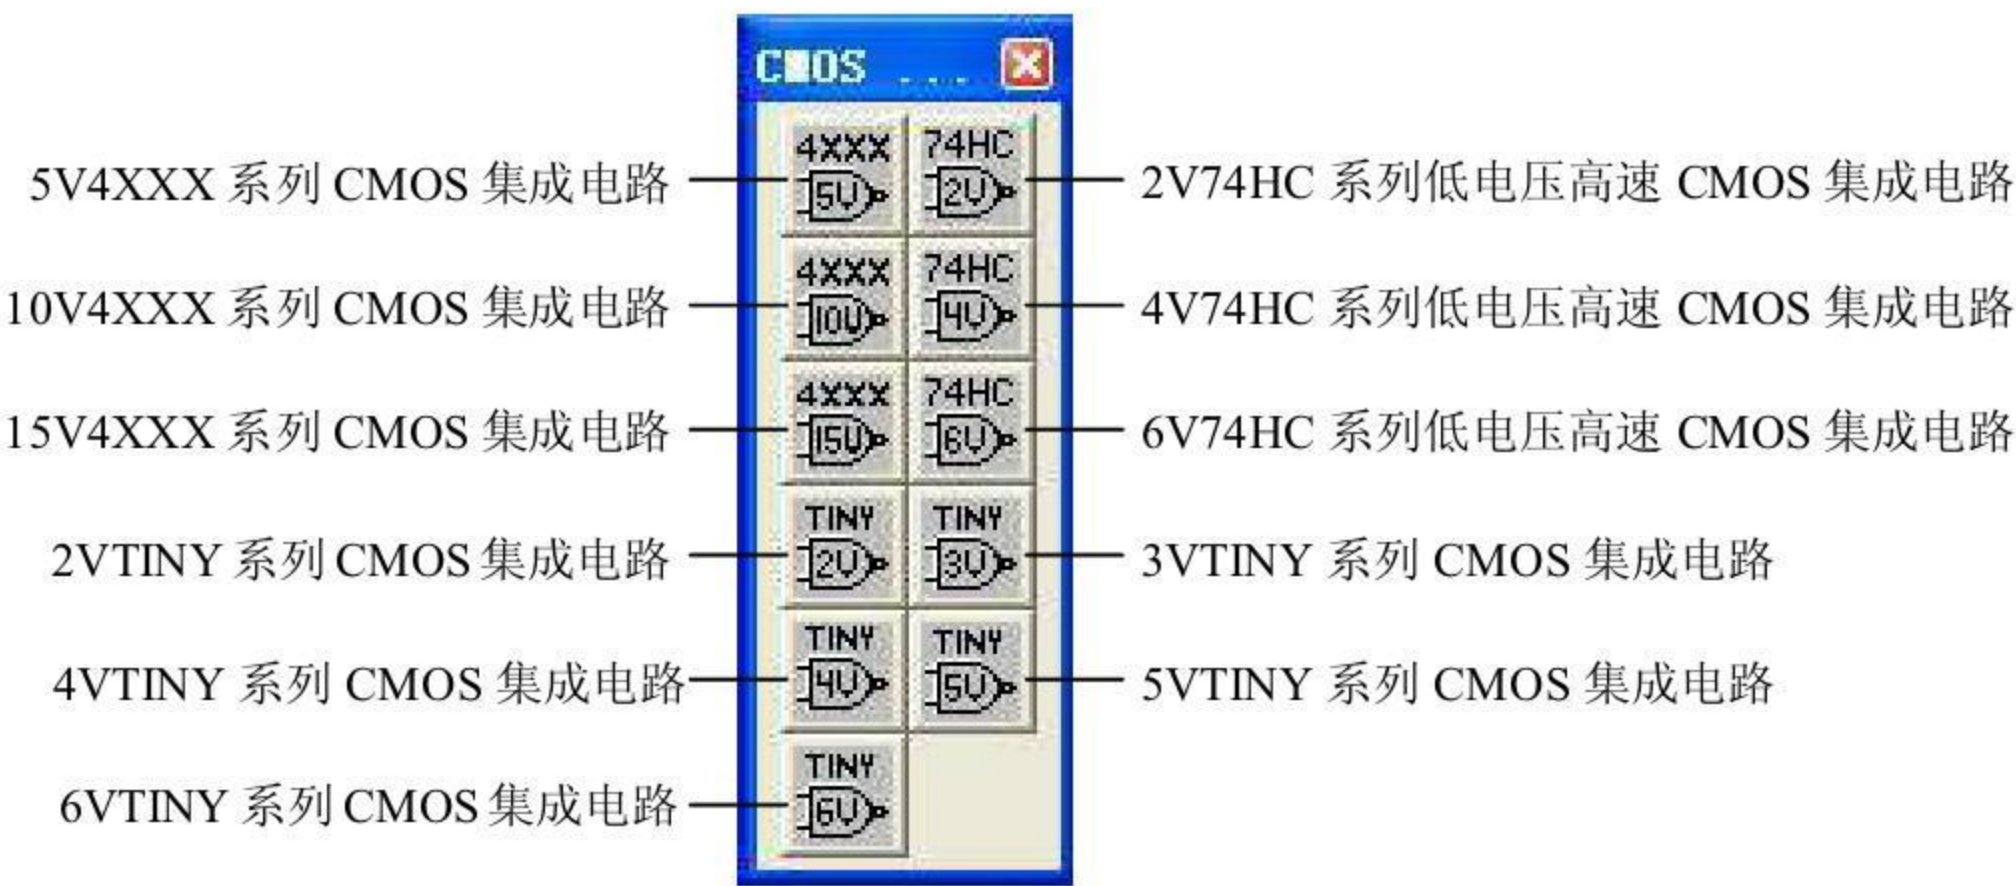 CMOS ...
5V4XXX 系列 CMOS 集成电路
4XXX
5V
74HC
2V
2V74HC 系列低电压高速 CMOS 集成电路
10V4XXX 系列 CMOS 集成电路
4XXX
10V
74HC
4V
4V74HC 系列低电压高速 CMOS 集成电路
15V4XXX 系列 CMOS 集成电路
4XXX
15V
74HC
6V
6V74HC 系列低电压高速 CMOS 集成电路
2VTINY 系列 CMOS 集成电路
TINY
2V
TINY
3V
3VTINY 系列 CMOS 集成电路
4VTINY 系列 CMOS 集成电路
TINY
4V
TINY
5V
5VTINY 系列 CMOS 集成电路
6VTINY 系列 CMOS 集成电路
TINY
6V